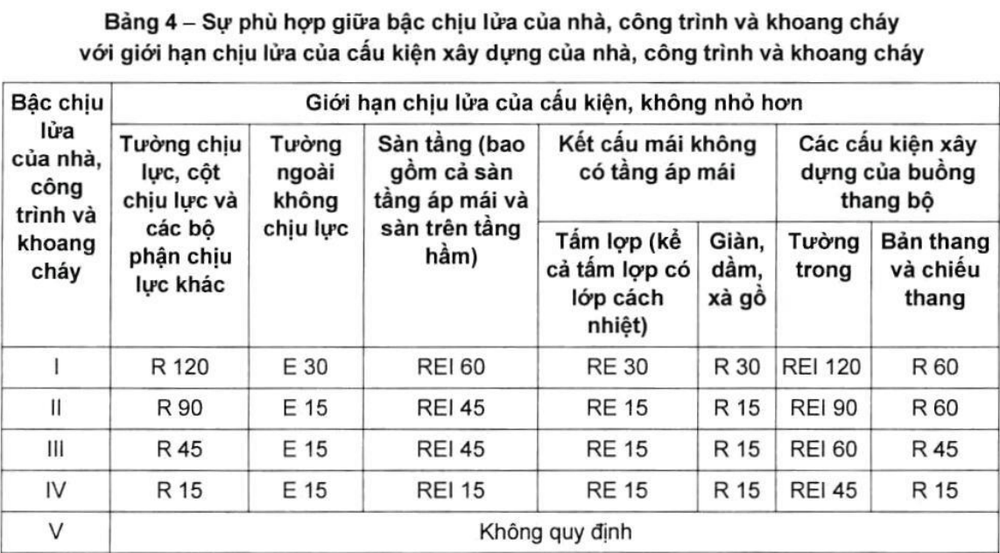 Bảng 4 – Sự phù hợp giữa bậc chịu lửa của nhà, công trình và khoang cháy
với giới hạn chịu lửa của cấu kiện xây dựng của nhà, công trình và khoang cháy
Bậc chịu
lửa
của nhà,
công
trình và
khoang
cháy
Giới hạn chịu lửa của cấu kiện, không nhỏ hơn
Tường chịu
lực, cột
chịu lực và
các bộ
phận chịu
lực khác
Tường
ngoài
không
chịu lực
Sàn tầng (bao
gồm cả sàn
tầng áp mái và
sàn trên tầng
hầm)
Kết cấu mái không
có tầng áp mái
Các cấu kiện xây
dựng của buồng
thang bộ
Tấm lợp (kể
cả tấm lợp có
lớp cách
nhiệt)
Giàn,
dầm,
xà gồ
Tường
trong
Bản thang
và chiếu
thang
I R 120 E 30 REI 60 RE 30 R 30 REI 120 R 60
II R 90 E 15 REI 45 RE 15 R 15 REI 90 R 60
III R 45 E 15 REI 45 RE 15 R 15 REI 60 R 45
IV R 15 E 15 REI 15 RE 15 R 15 REI 45 R 15
V Không quy định